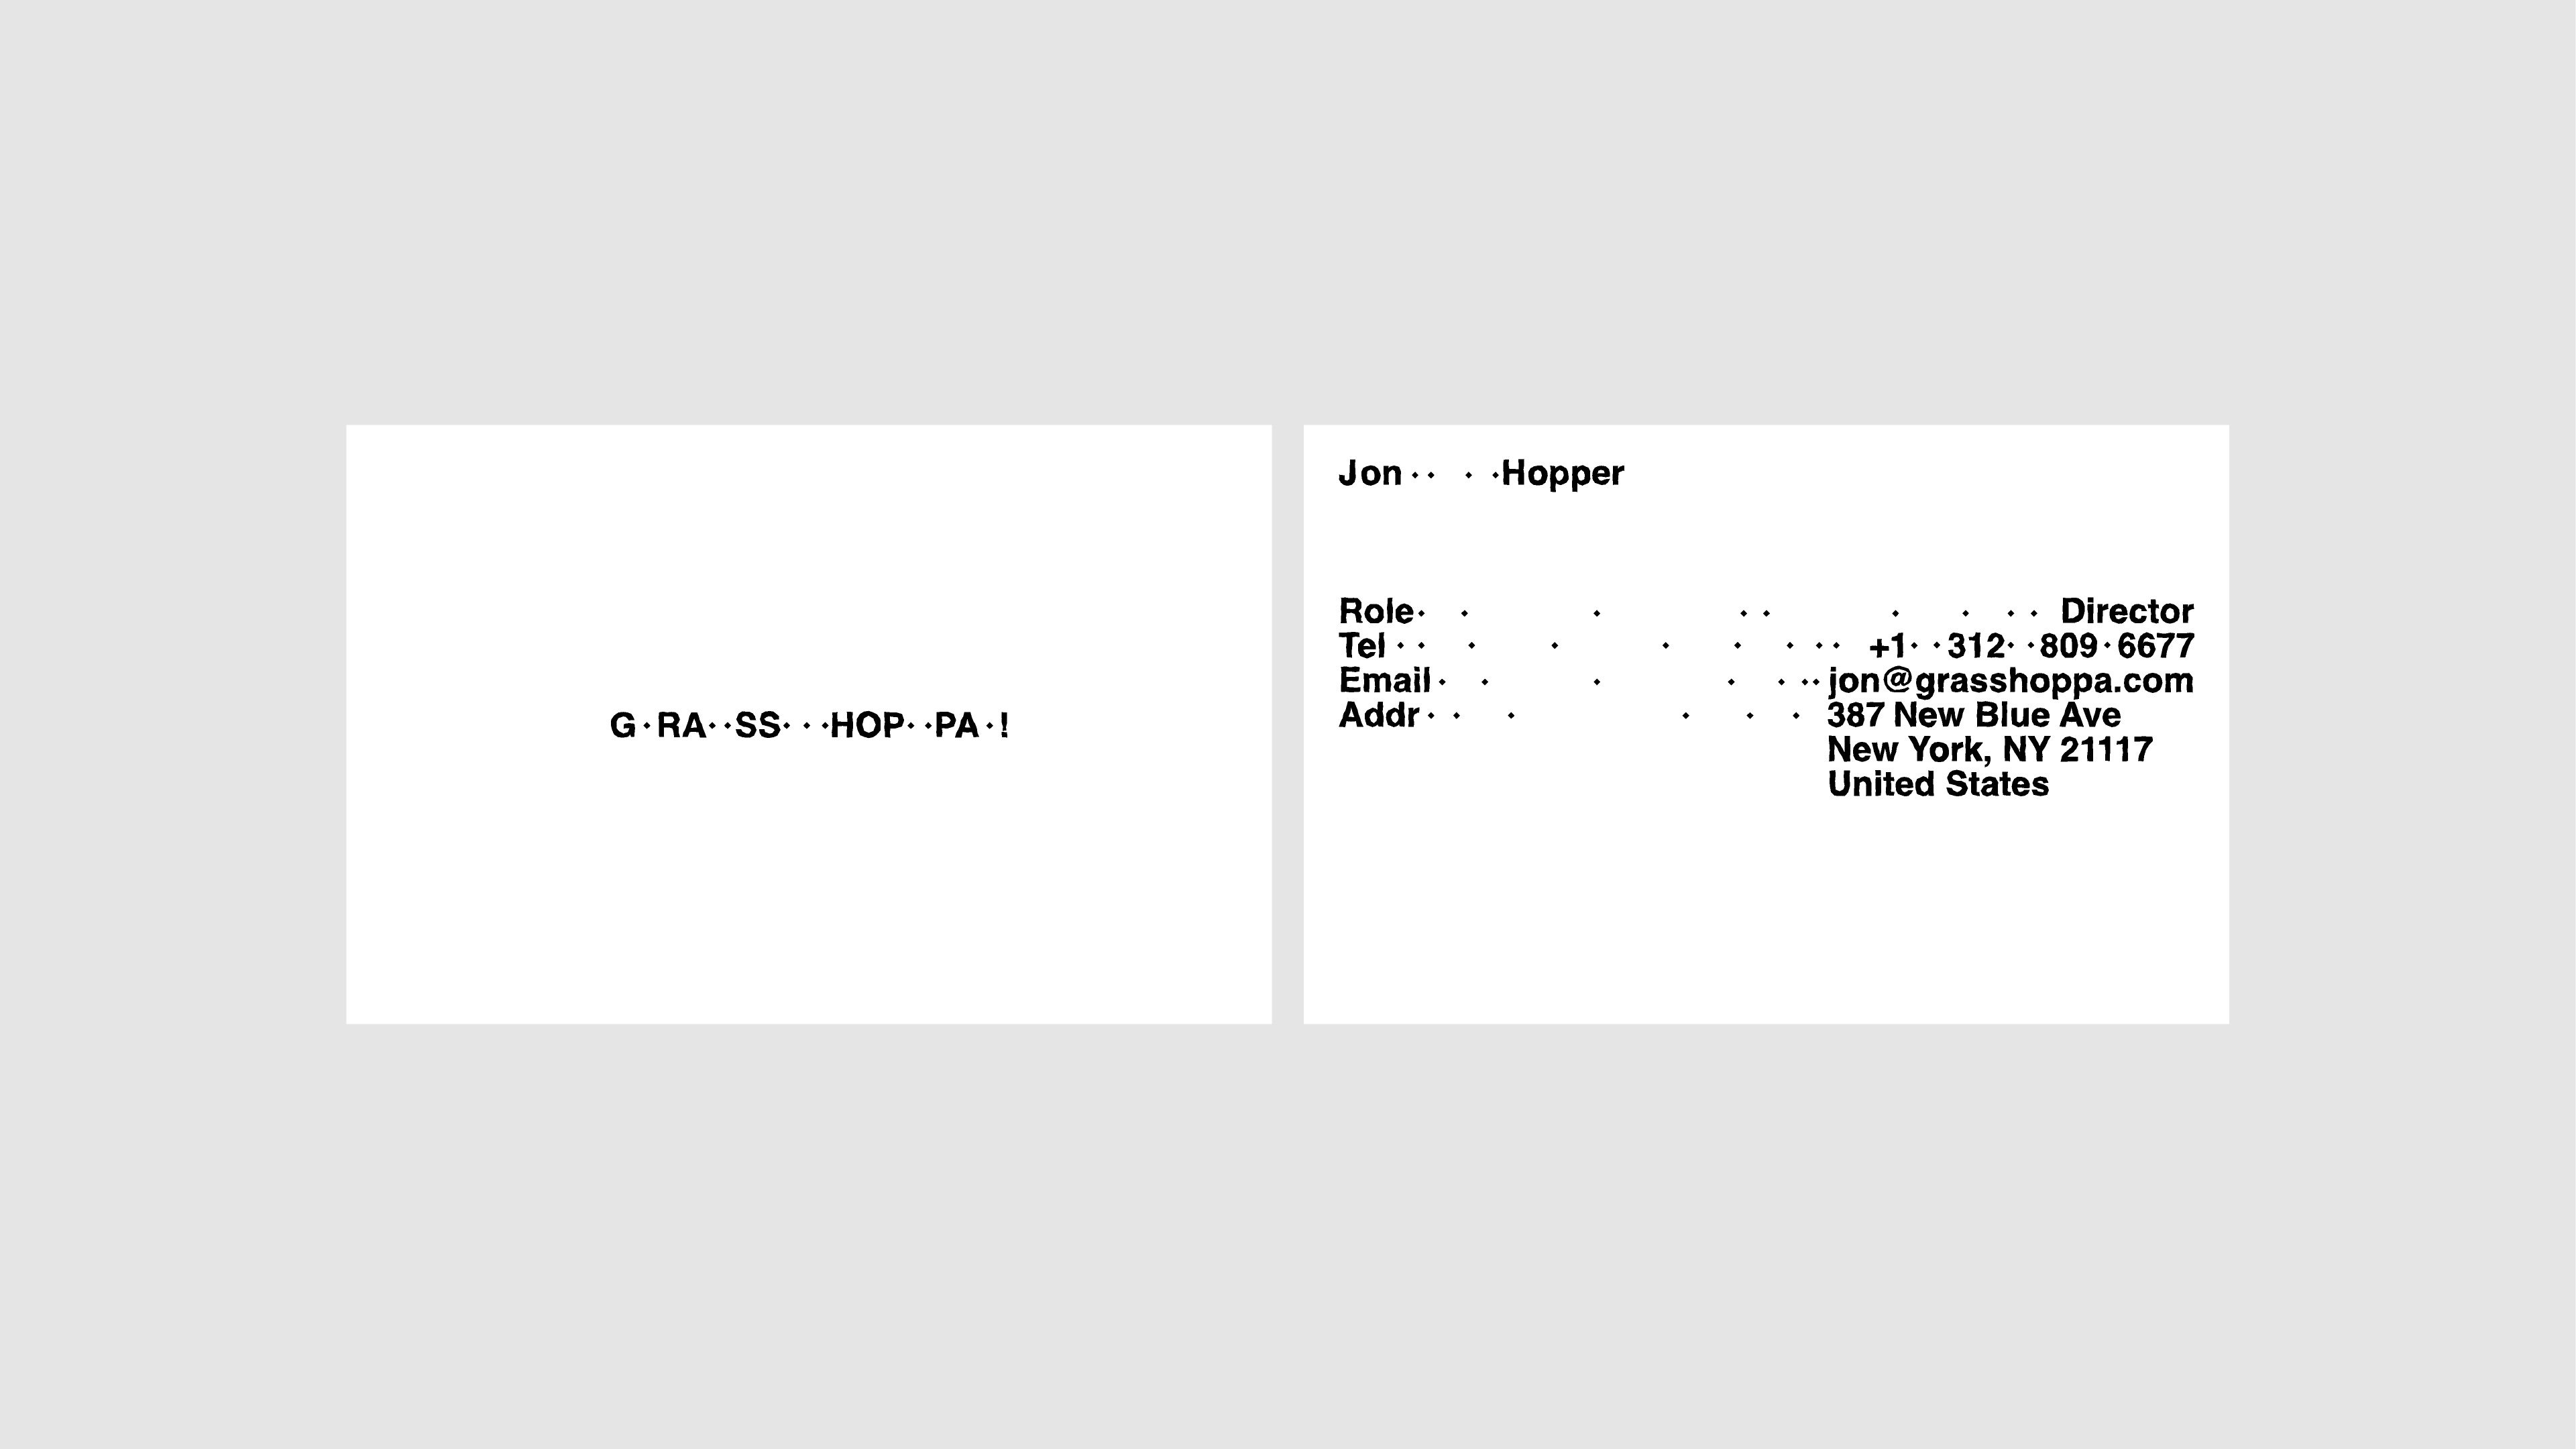 G·RA··SS···HOP··PA·!
Jon ·· · ·Hopper
Role· · · ·· · · ·· Director
Tel ·· · · · · · ·· +1· ·312· ·809·6677
Email· · · · · ··jon@grasshoppa.com
Addr· · · · · · 387 New Blue Ave
New York, NY 21117
United States